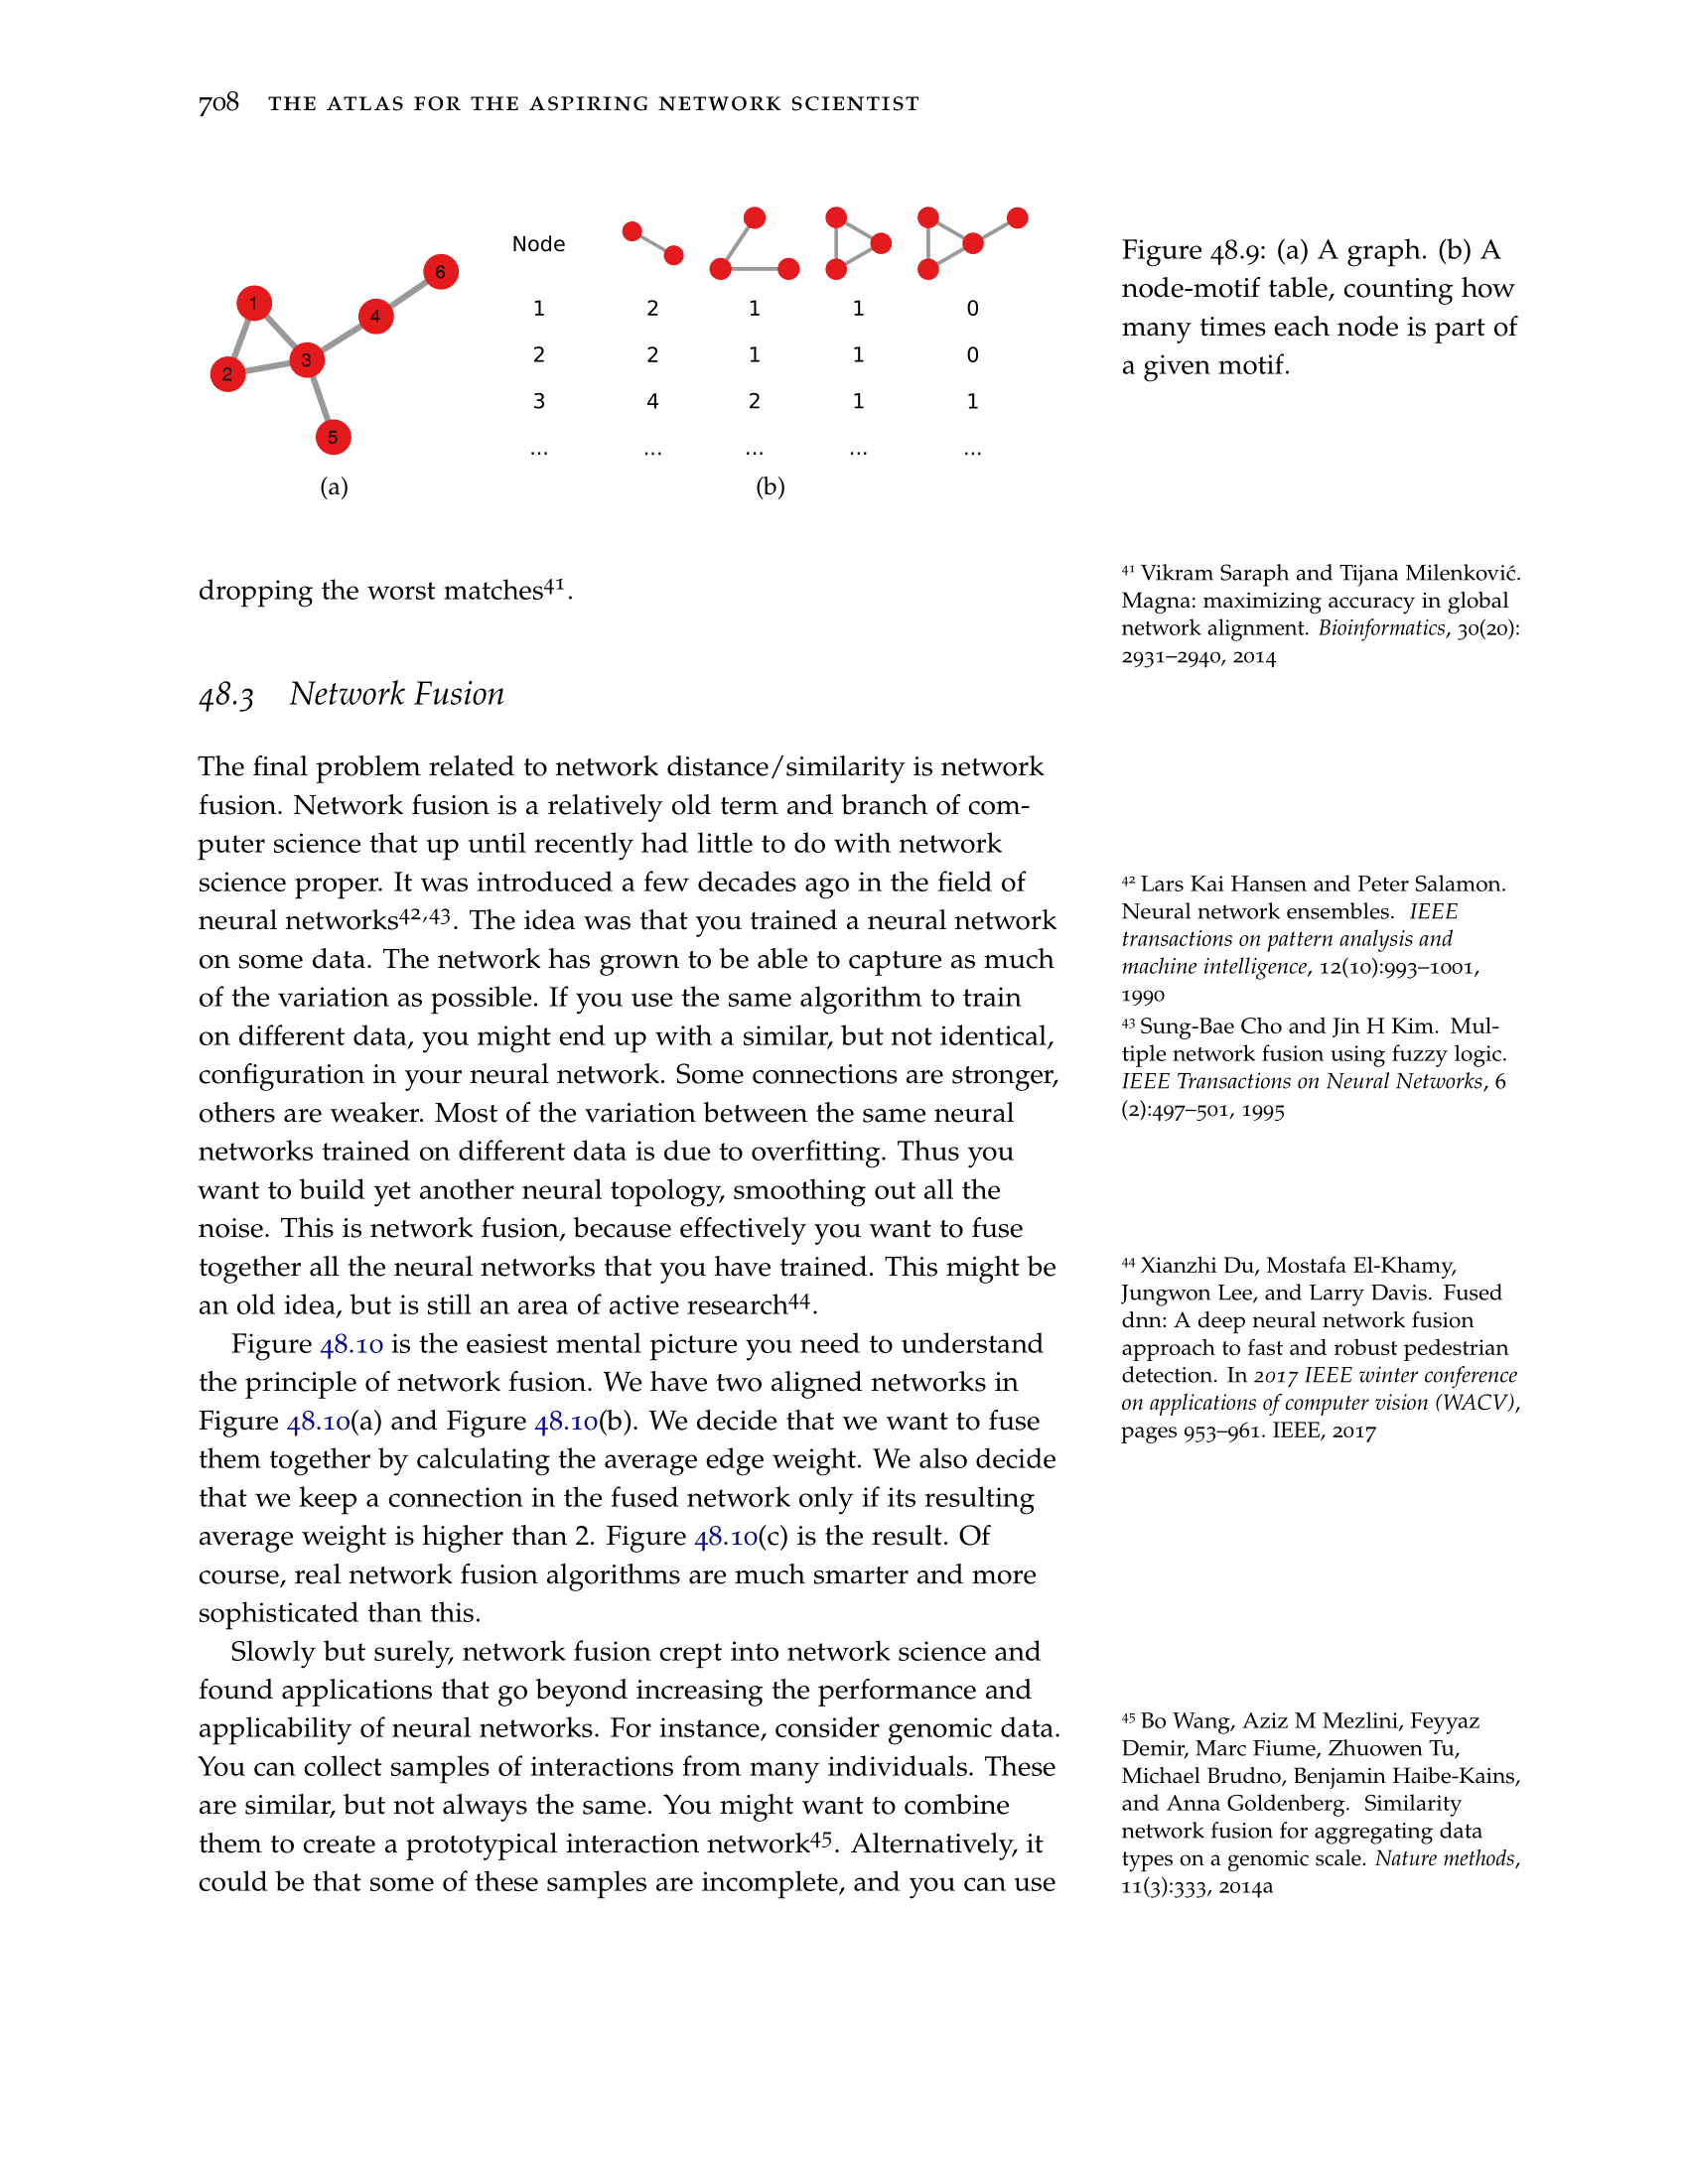 708 THE ATLAS FOR THE ASPIRING NETWORK SCIENTIST
1
2
3
4
5
6
(a)
Node
1 2 1 1 0
2 2 1 1 0
3 4 2 1 1
... ... ... ... ...
(b)
Figure 48.9: (a) A graph. (b) A
node-motif table, counting how
many times each node is part of
a given motif.
dropping the worst matches41.
41 Vikram Saraph and Tijana Milenković.
Magna: maximizing accuracy in global
network alignment. Bioinformatics, 30(20):
2931–2940, 2014
48.3 Network Fusion
The final problem related to network distance/similarity is network
fusion. Network fusion is a relatively old term and branch of com-
puter science that up until recently had little to do with network
science proper. It was introduced a few decades ago in the field of
neural networks42,43. The idea was that you trained a neural network
on some data. The network has grown to be able to capture as much
of the variation as possible. If you use the same algorithm to train
on different data, you might end up with a similar, but not identical,
configuration in your neural network. Some connections are stronger,
others are weaker. Most of the variation between the same neural
networks trained on different data is due to overfitting. Thus you
want to build yet another neural topology, smoothing out all the
noise. This is network fusion, because effectively you want to fuse
together all the neural networks that you have trained. This might be
an old idea, but is still an area of active research44.
42 Lars Kai Hansen and Peter Salamon.
Neural network ensembles. IEEE
transactions on pattern analysis and
machine intelligence, 12(10):993–1001,
1990
43 Sung-Bae Cho and Jin H Kim. Mul-
tiple network fusion using fuzzy logic.
IEEE Transactions on Neural Networks, 6
(2):497–501, 1995
44 Xianzhi Du, Mostafa El-Khamy,
Jungwon Lee, and Larry Davis. Fused
dnn: A deep neural network fusion
approach to fast and robust pedestrian
detection. In 2017 IEEE winter conference
on applications of computer vision (WACV),
pages 953–961. IEEE, 2017
Figure 48.10 is the easiest mental picture you need to understand
the principle of network fusion. We have two aligned networks in
Figure 48.10(a) and Figure 48.10(b). We decide that we want to fuse
them together by calculating the average edge weight. We also decide
that we keep a connection in the fused network only if its resulting
average weight is higher than 2. Figure 48.10(c) is the result. Of
course, real network fusion algorithms are much smarter and more
sophisticated than this.
Slowly but surely, network fusion crept into network science and
found applications that go beyond increasing the performance and
applicability of neural networks. For instance, consider genomic data.
You can collect samples of interactions from many individuals. These
are similar, but not always the same. You might want to combine
them to create a prototypical interaction network45. Alternatively, it
could be that some of these samples are incomplete, and you can use
45 Bo Wang, Aziz M Mezlini, Feyyaz
Demir, Marc Fiume, Zhuowen Tu,
Michael Brudno, Benjamin Haibe-Kains,
and Anna Goldenberg. Similarity
network fusion for aggregating data
types on a genomic scale. Nature methods,
11(3):333, 2014a